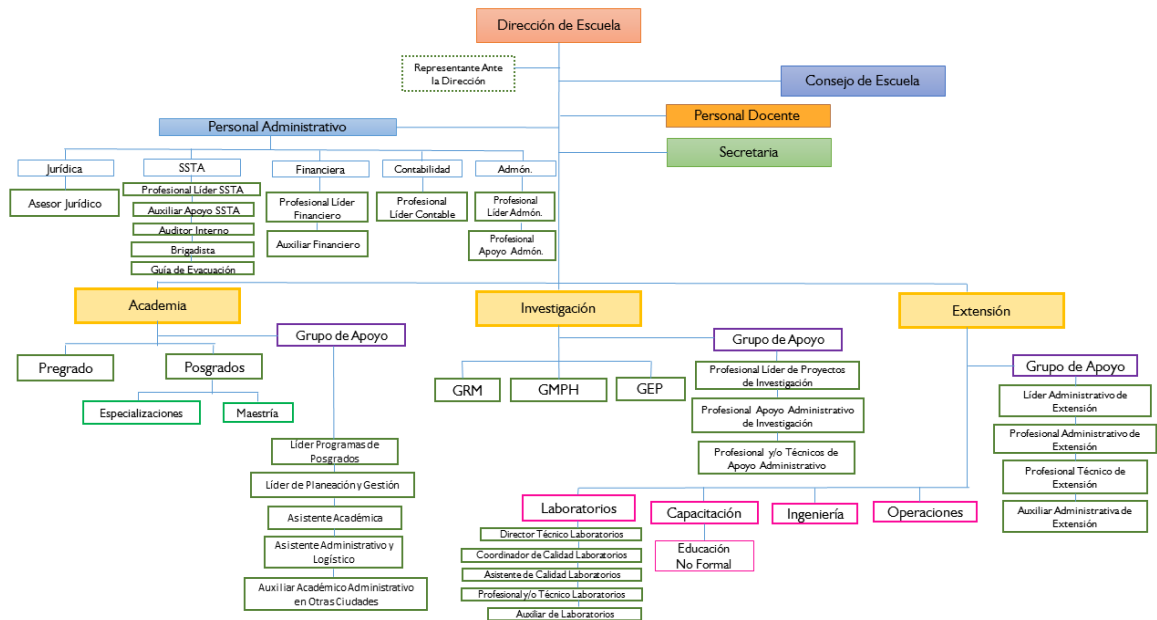 Dirección de Escuela
Representante Ante
la Dirección
Consejo de Escuela
Personal Docente
Personal Administrativo
Secretaria
Jurídica
SSTA
Financiera
Contabilidad
Admón.
Asesor Jurídico
Profesional Líder SSTA
Auxiliar Apoyo SSTA
Auditor Interno
Brigadista
Guía de Evacuación
Profesional Líder
Financiero
Auxiliar Financiero
Profesional
Líder Contable
Profesional
Líder Admón.
Profesional
Apoyo Admón.
Academia
Investigación
Extensión
Grupo de Apoyo
Pregrado
Posgrados
Especializaciones
Maestría
Líder Programas de
Posgrados
Líder de Planeación y Gestión
Asistente Académica
Asistente Administrativo y
Logístico
Auxiliar Académico Administrativo
en Otras Ciudades
Grupo de Apoyo
GRM
GMPH
GEP
Profesional Líder de Proyectos
de Investigación
Profesional Apoyo Administrativo
de Investigación
Profesional y/o Técnicos de
Apoyo Administrativo
Grupo de Apoyo
Líder Administrativo de
Extensión
Profesional Administrativo de
Extensión
Profesional Técnico de
Extensión
Auxiliar Administrativa de
Extensión
Laboratorios
Capacitación
Ingeniería
Operaciones
Director Técnico Laboratorios
Coordinador de Calidad Laboratorios
Asistente de Calidad Laboratorios
Profesional y/o Técnico Laboratorios
Auxiliar de Laboratorios
Educación
No Formal